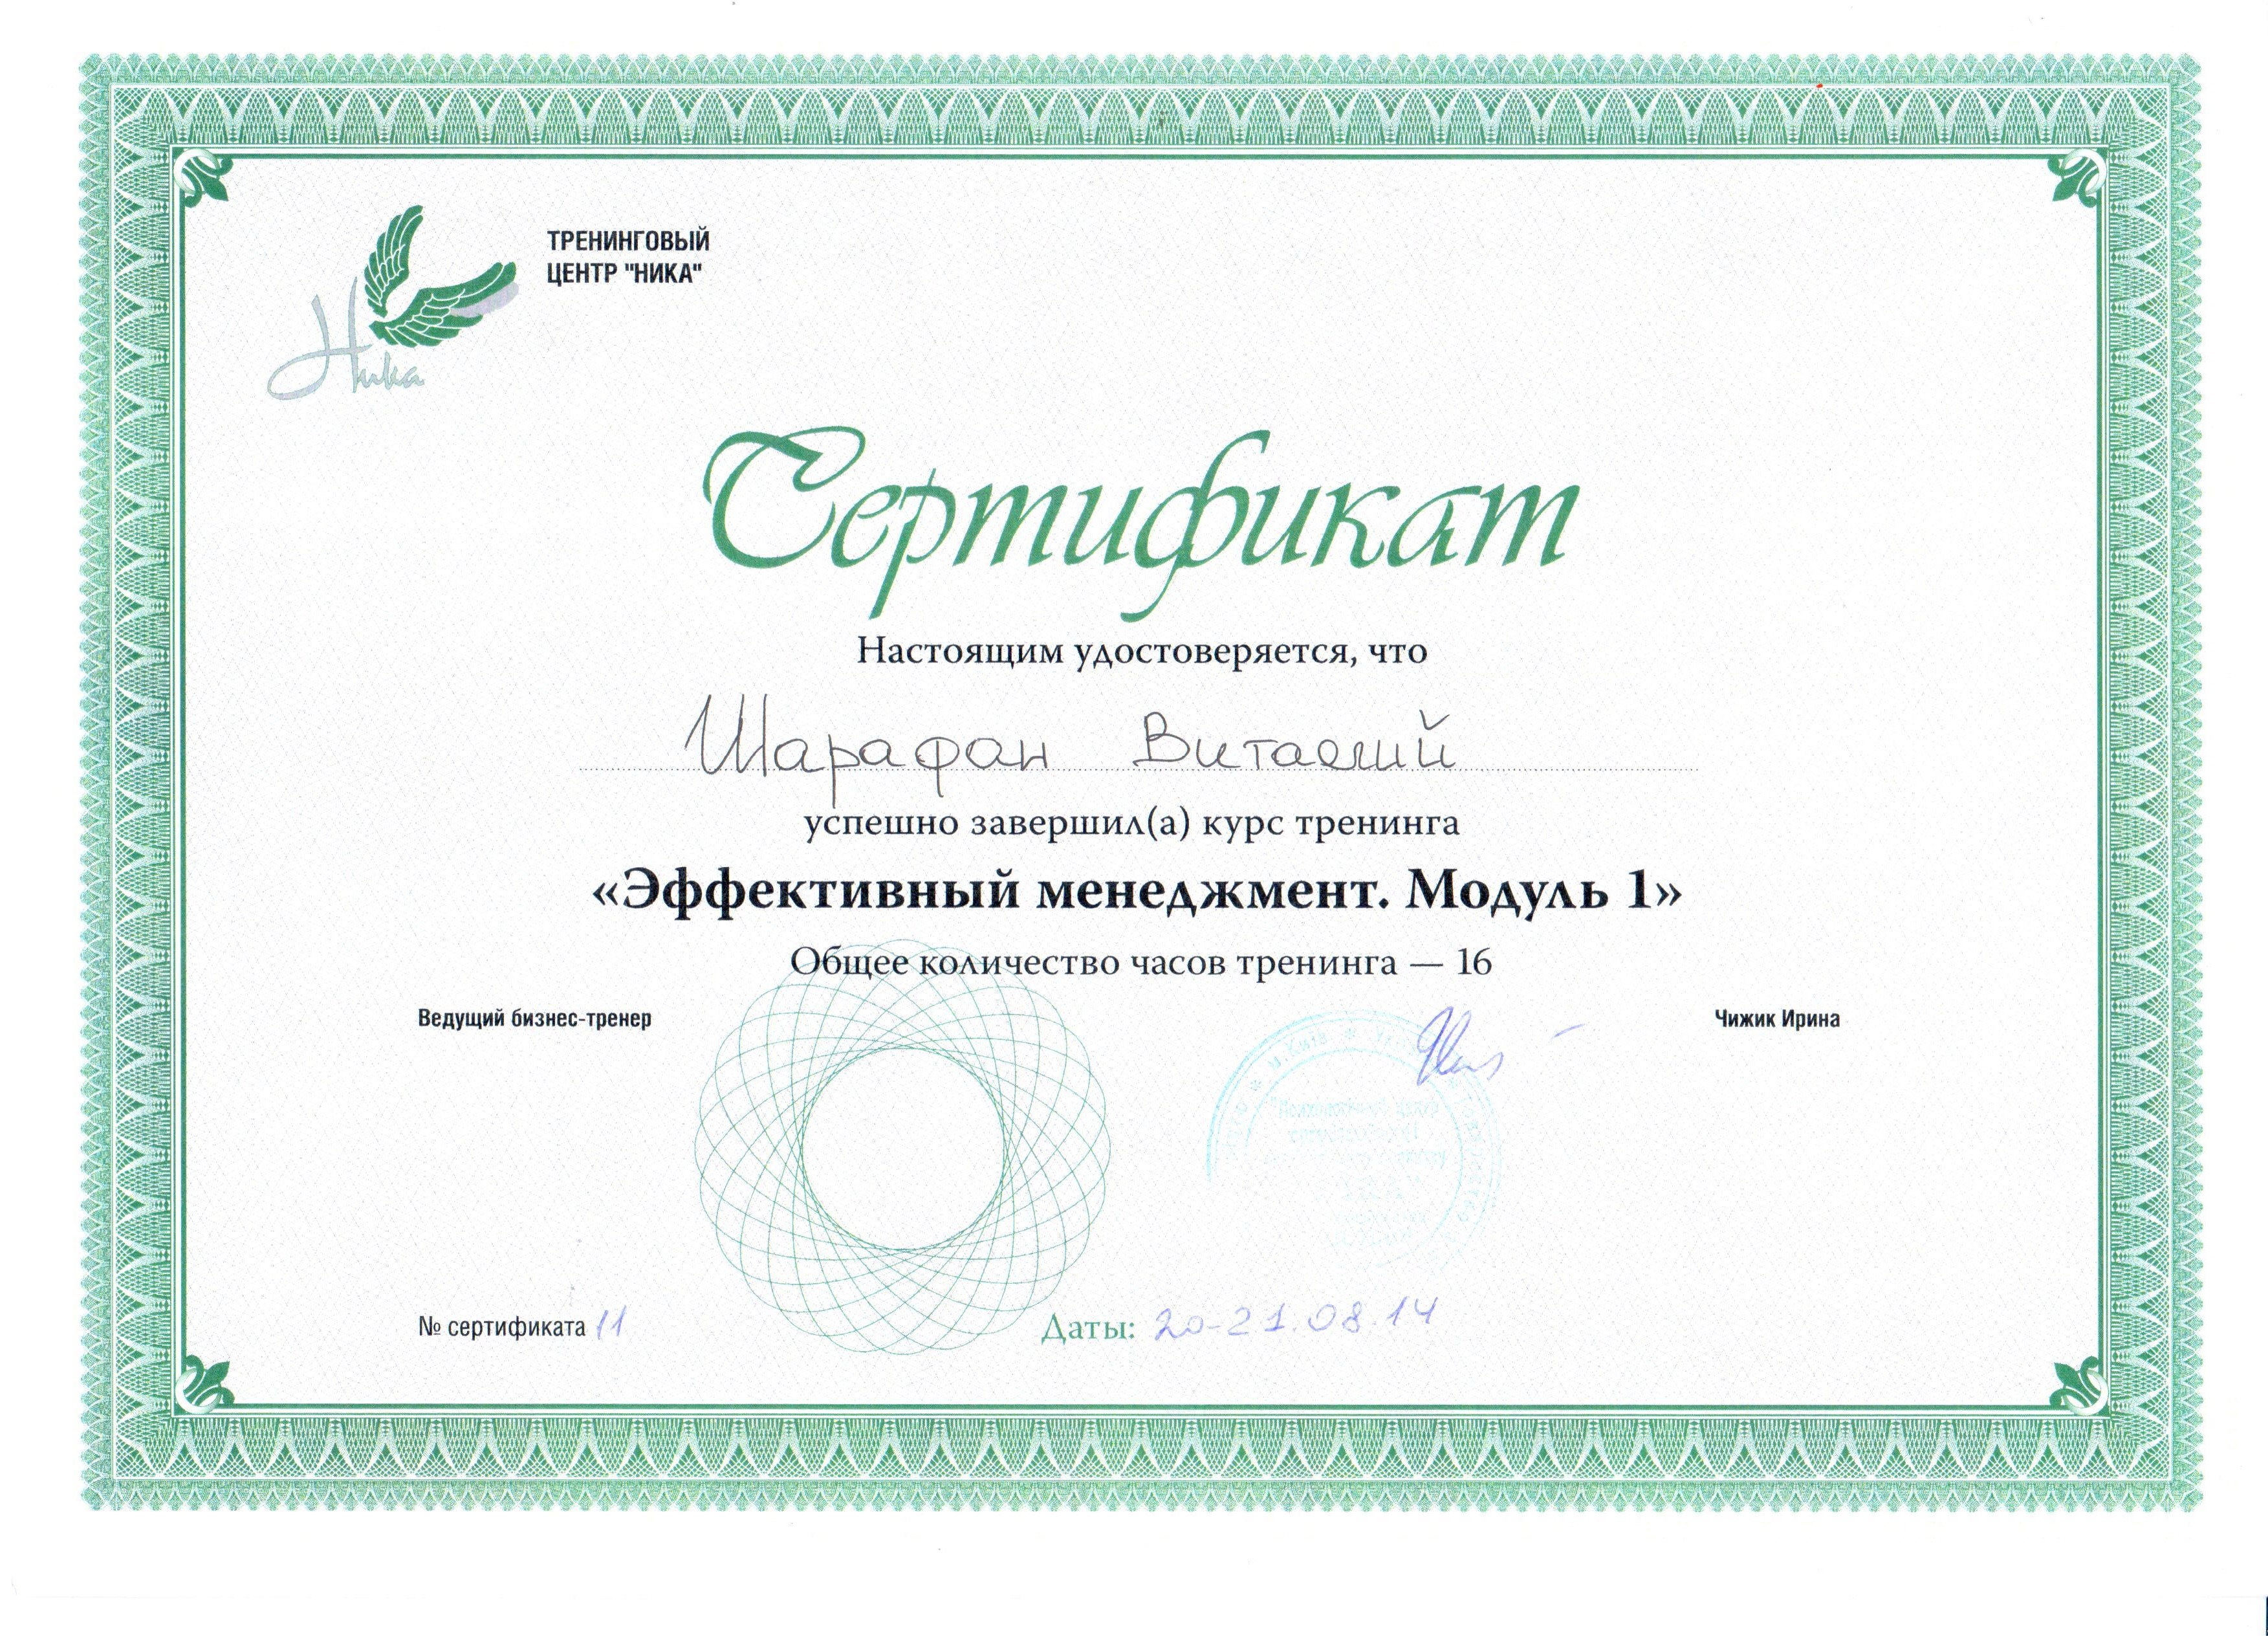 ТРЕНИНГОВЫЙ
ЦЕНТР "НИКА"
Ника
Сертификат
Настоящим удостоверяется, что
Шарафан Виталий
успешно завершил(а) курс тренинга
«Эффективный менеджмент. Модуль 1»
Общее количество часов тренинга — 16
Ведущий бизнес-тренер
Чижик Ирина
м.Київ
№ сертификата 11
Даты: 20-21.08.14